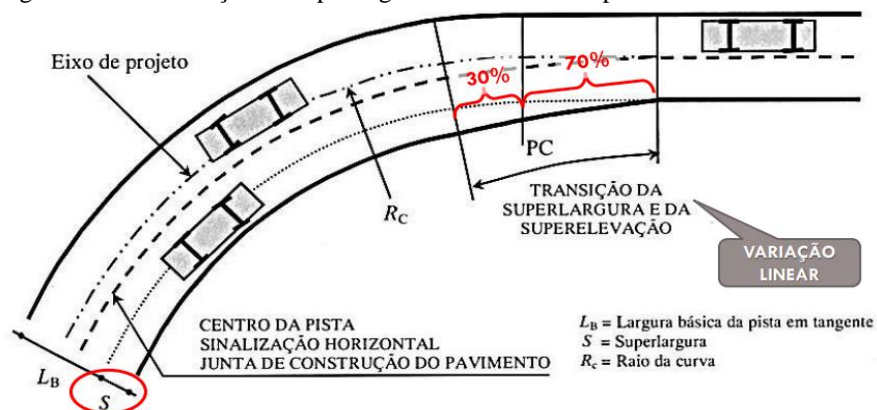 Eixo de projeto
30%
70%
PC
R_C
TRANSIÇÃO DA
SUPERLARGURA E DA
SUPERELEVAÇÃO
VARIAÇÃO
LINEAR
CENTRO DA PISTA
SINALIZAÇÃO HORIZONTAL
JUNTA DE CONSTRUÇÃO DO PAVIMENTO
L_B = Largura básica da pista em tangente
S = Superlargura
R_c = Raio da curva
L_B
S